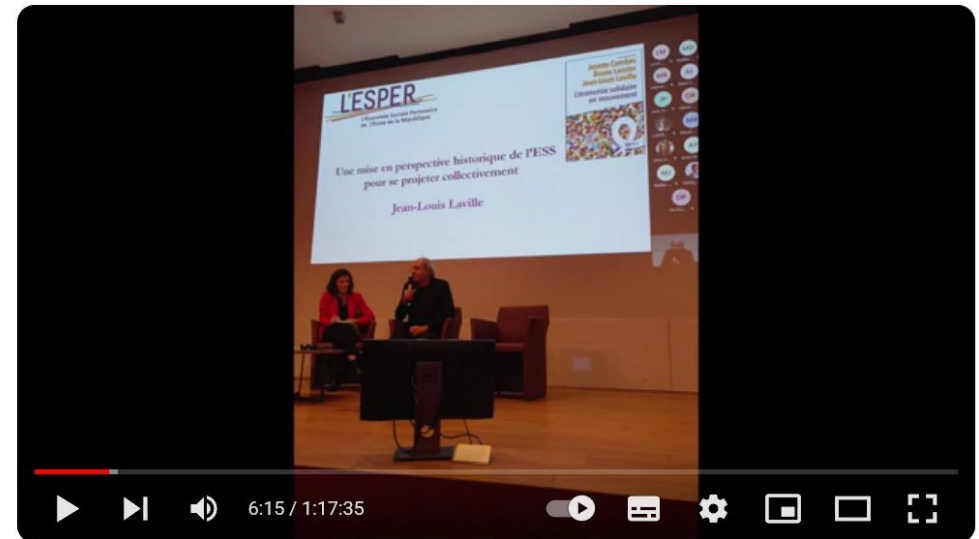 L'ESPER
L'Économie Sociale Partenaire
de l'École de la République
Josette Combes
Bruno Lasnier
Jean-Louis Laville
L'économie solidaire
en mouvement
Une mise en perspective historique de l'ESS
pour se projeter collectivement
Jean-Louis Laville
6:15 / 1:17:35